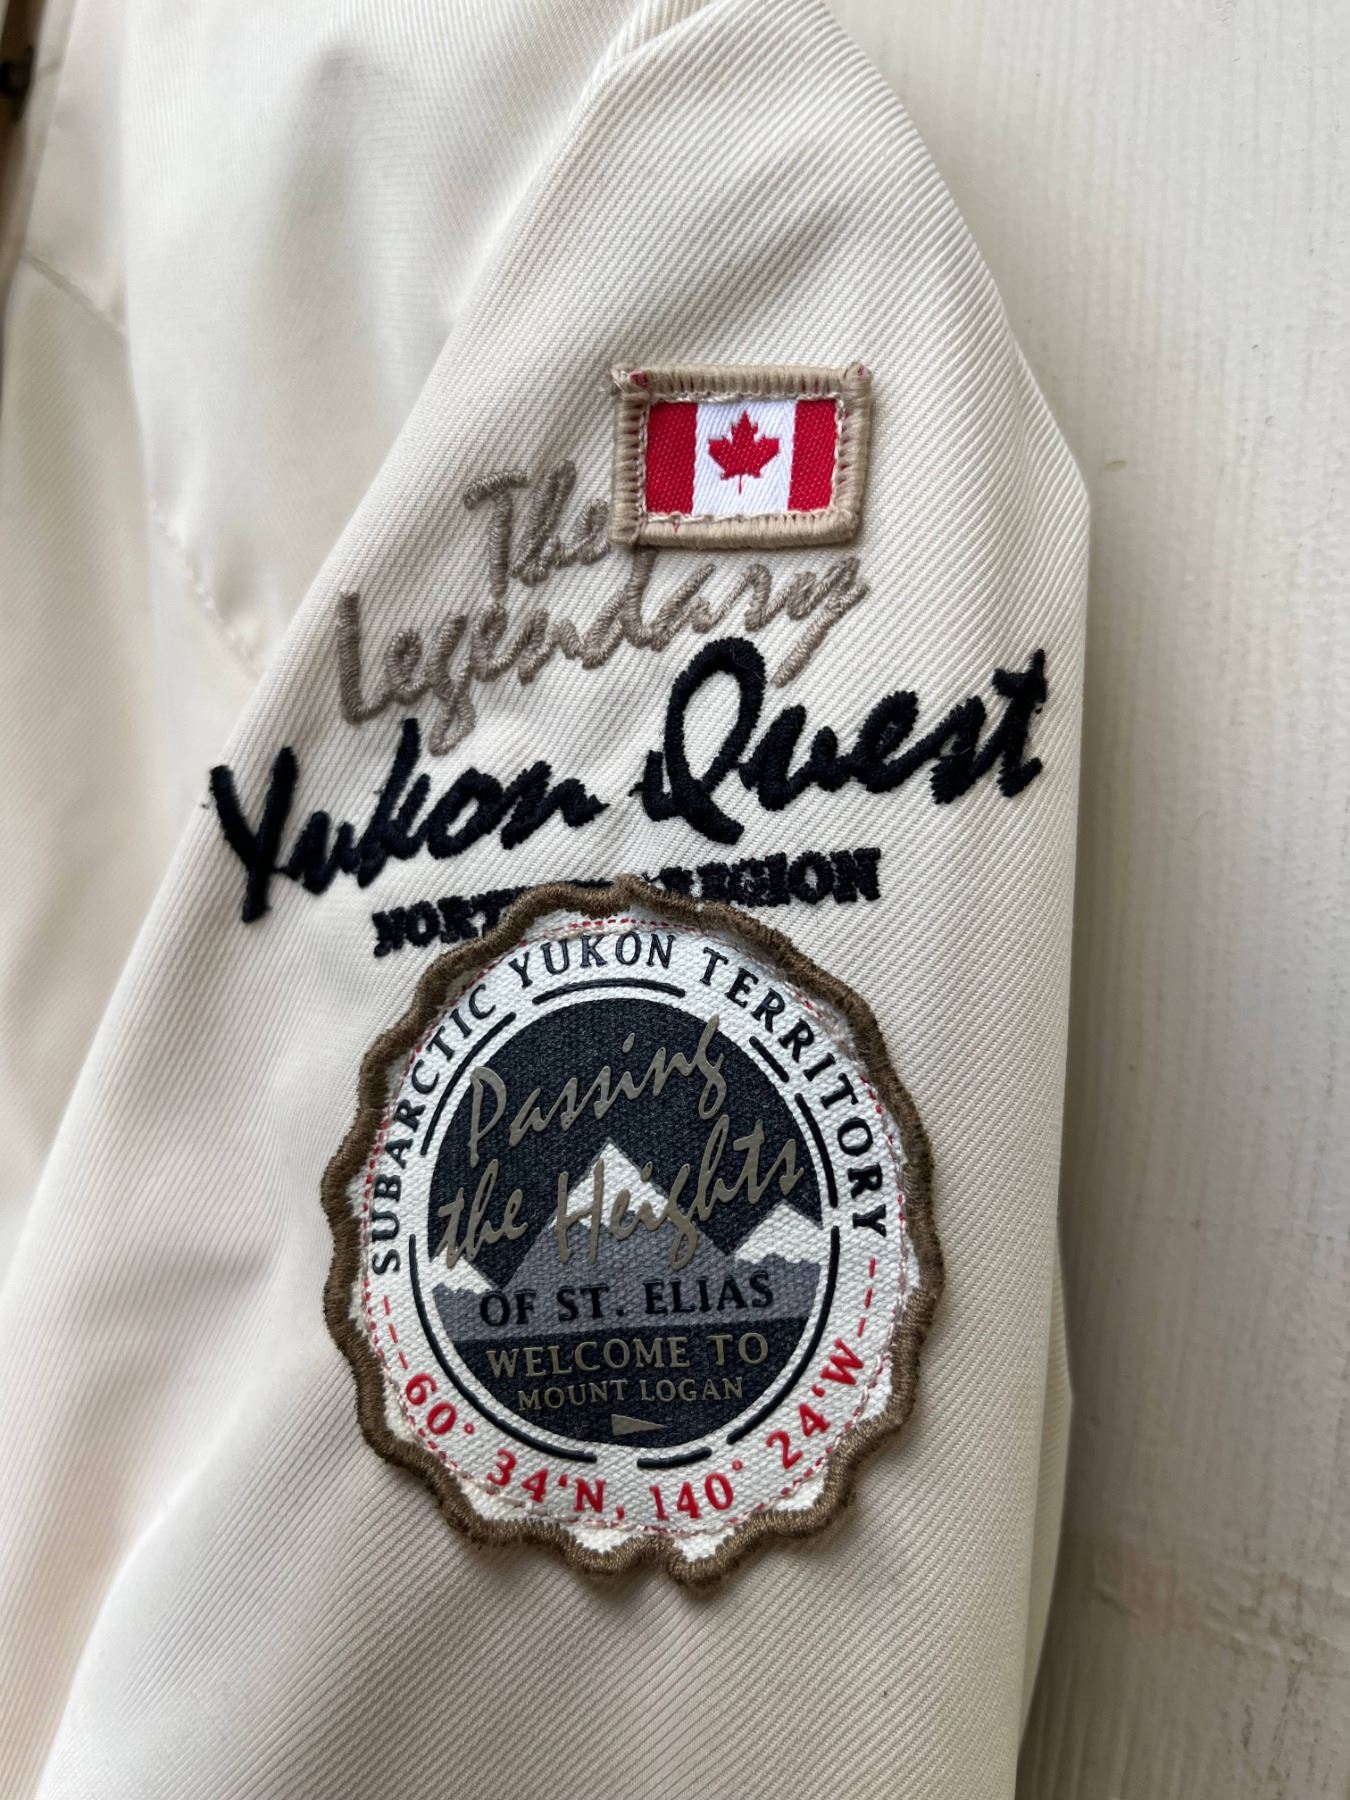 The
Legendary
Yukon Quest
REGION
SUBARCTIC YUKON TERRITORY
Passing
the Heights
OF ST. ELIAS
WELCOME TO
MOUNT LOGAN
60° 34'N, 140° 24'W